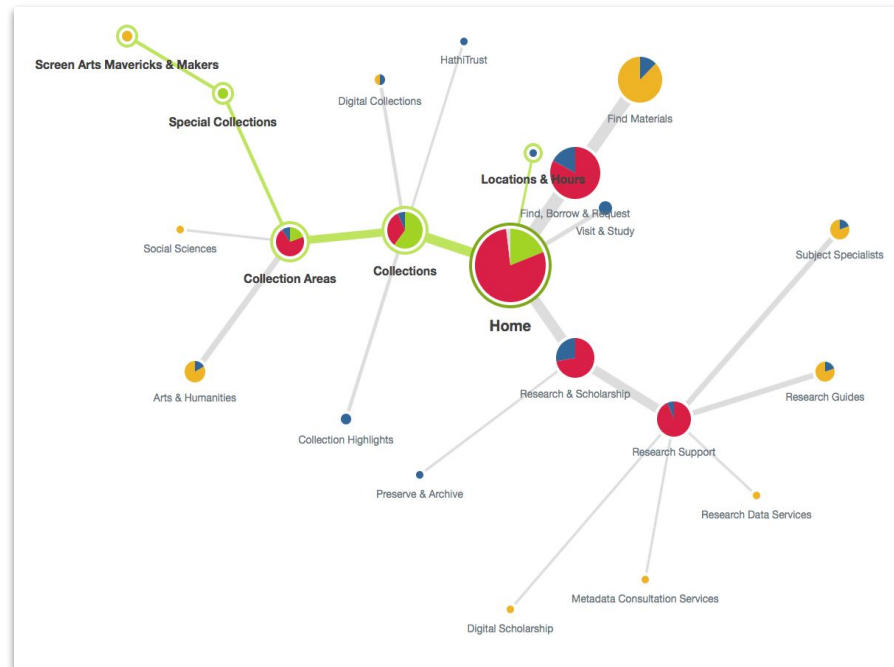 Screen Arts Mavericks & Makers
HathiTrust
Digital Collections
Special Collections
Find Materials
Locations & Hours
Find, Borrow & Request
Visit & Study
Social Sciences
Subject Specialists
Collection Areas
Collections
Home
Arts & Humanities
Research & Scholarship
Research Guides
Collection Highlights
Research Support
Preserve & Archive
Research Data Services
Metadata Consultation Services
Digital Scholarship